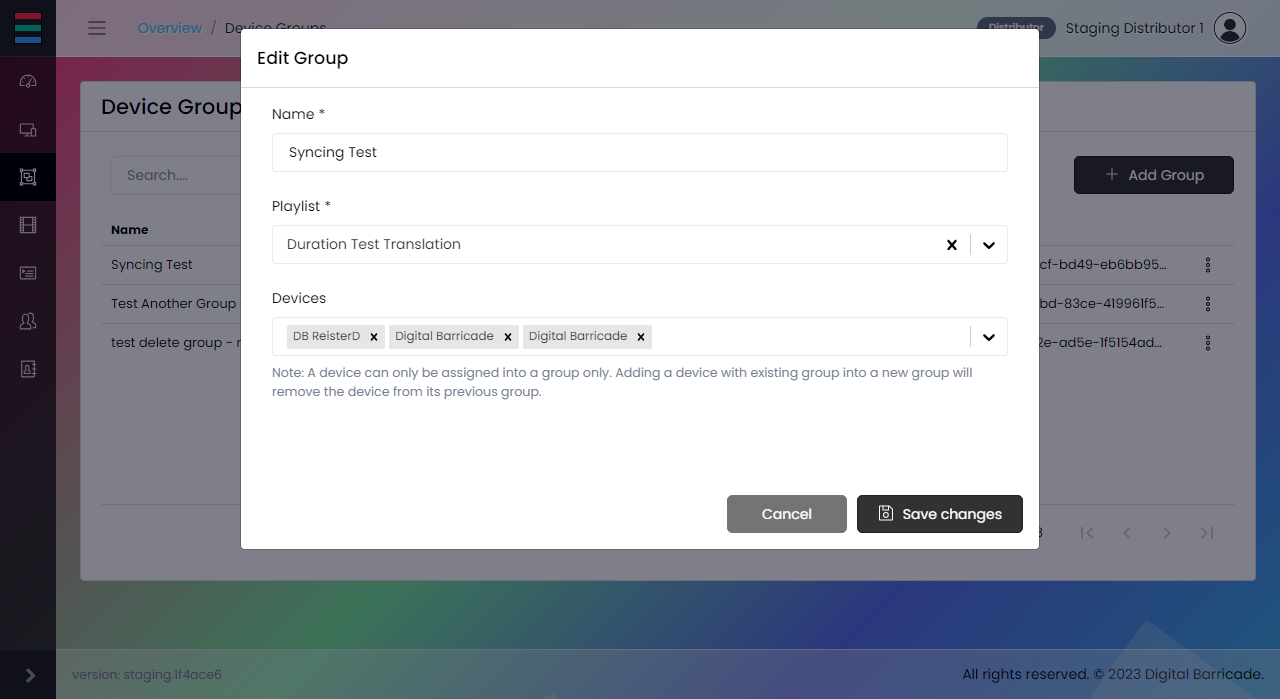 Overview / Device Groups
Distributor
Staging Distributor 1
Edit Group
Device Group
Name *
Syncing Test
Search....
Add Group
Playlist *
Name
Duration Test Translation
Syncing Test
cf-bd49-eb6bb95...
Devices
Test Another Group
bd-83ce-419961f5...
DB ReisterD
Digital Barricade
Digital Barricade
test delete group -
2e-ad5e-1f5154ad...
Note: A device can only be assigned into a group only. Adding a device with existing group into a new group will
remove the device from its previous group.
Cancel
Save changes
version: staging.1f4ace6
All rights reserved. © 2023 Digital Barricade.